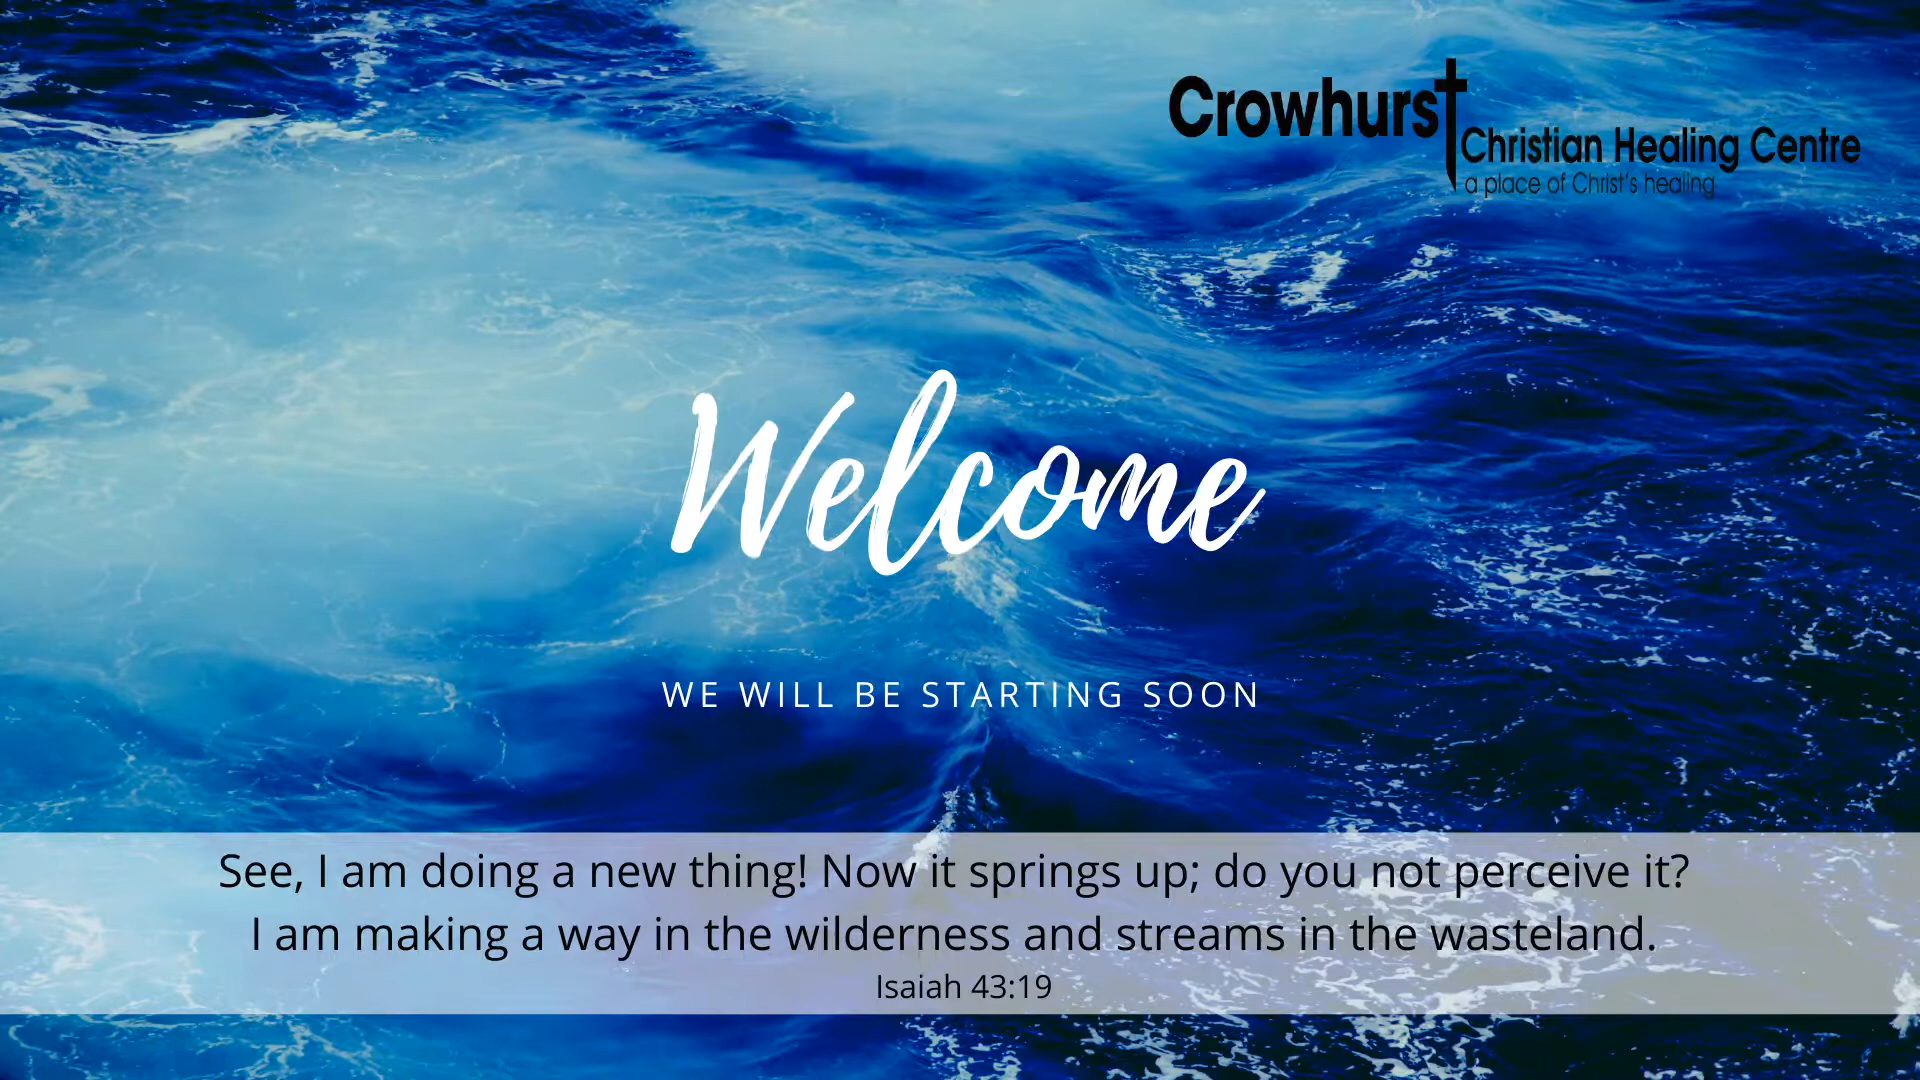 Crowhurst
Christian Healing Centre
a place of Christ's healing
Welcome
WE WILL BE STARTING SOON
See, I am doing a new thing! Now it springs up; do you not perceive it?
I am making a way in the wilderness and streams in the wasteland.
Isaiah 43:19